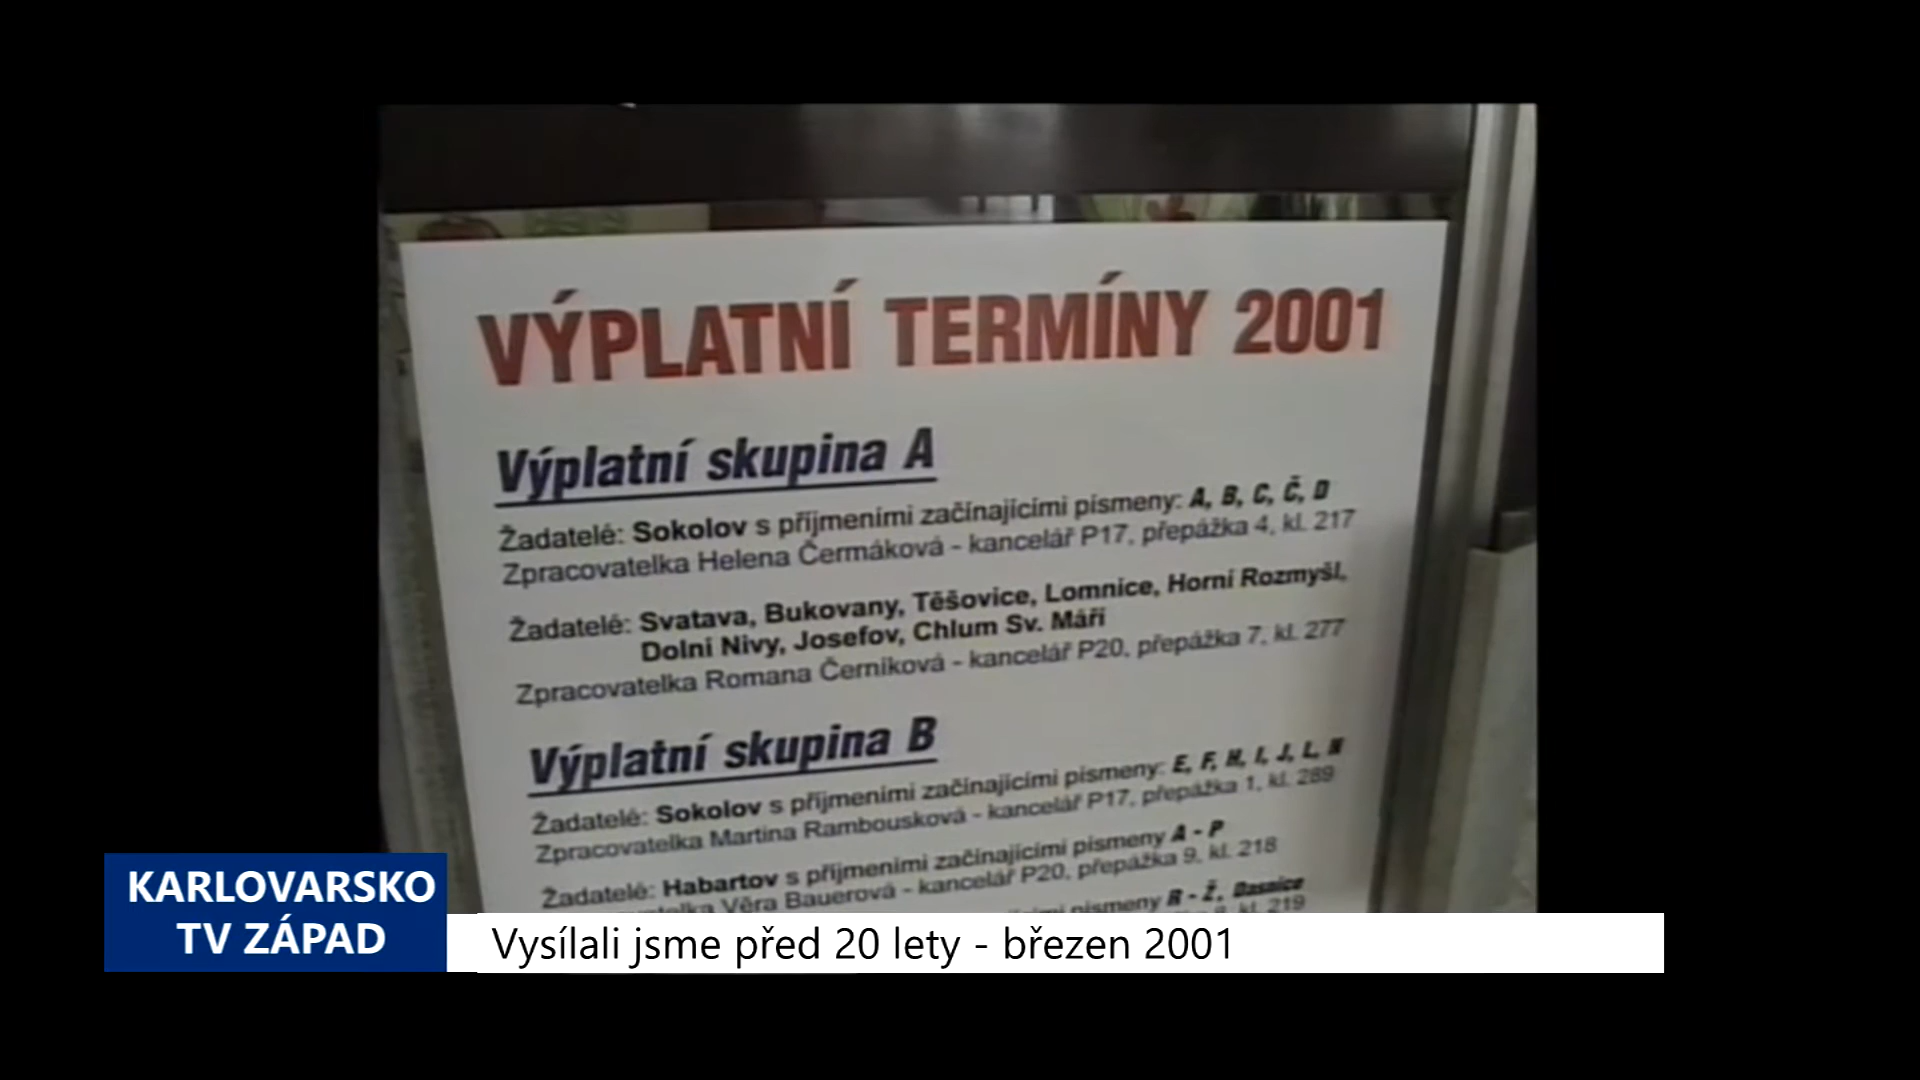 VÝPLATNÍ TERMÍNY 2001
Výplatní skupina A
Žadatelé: Sokolov s příjmeními začínajícími písmeny: A, B, C, Č, D
Zpracovatelka Helena Čermáková - kancelář P17, přepážka 4, kl. 217
Žadatelé: Svatava, Bukovany, Těšovice, Lomnice, Horní Rozmyšl,
Dolní Nivy, Josefov, Chlum Sv. Máří
Zpracovatelka Romana Černíková - kancelář P20, přepážka 7, kl. 277
Výplatní skupina B
Žadatelé: Sokolov s příjmeními začínajícími písmeny: E, F, H, I, J, L, N
Zpracovatelka Martina Rambousková - kancelář P17, přepážka 1, kl. 289
Žadatelé: Habartov s příjmeními začínajícími písmeny A - P
Věra Bauerová - kancelář P20, přepážka 9, kl. 218
písmeny R - Ž, Dasnice
kl. 219
KARLOVARSKO
TV ZÁPAD
Vysílali jsme před 20 lety - březen 2001